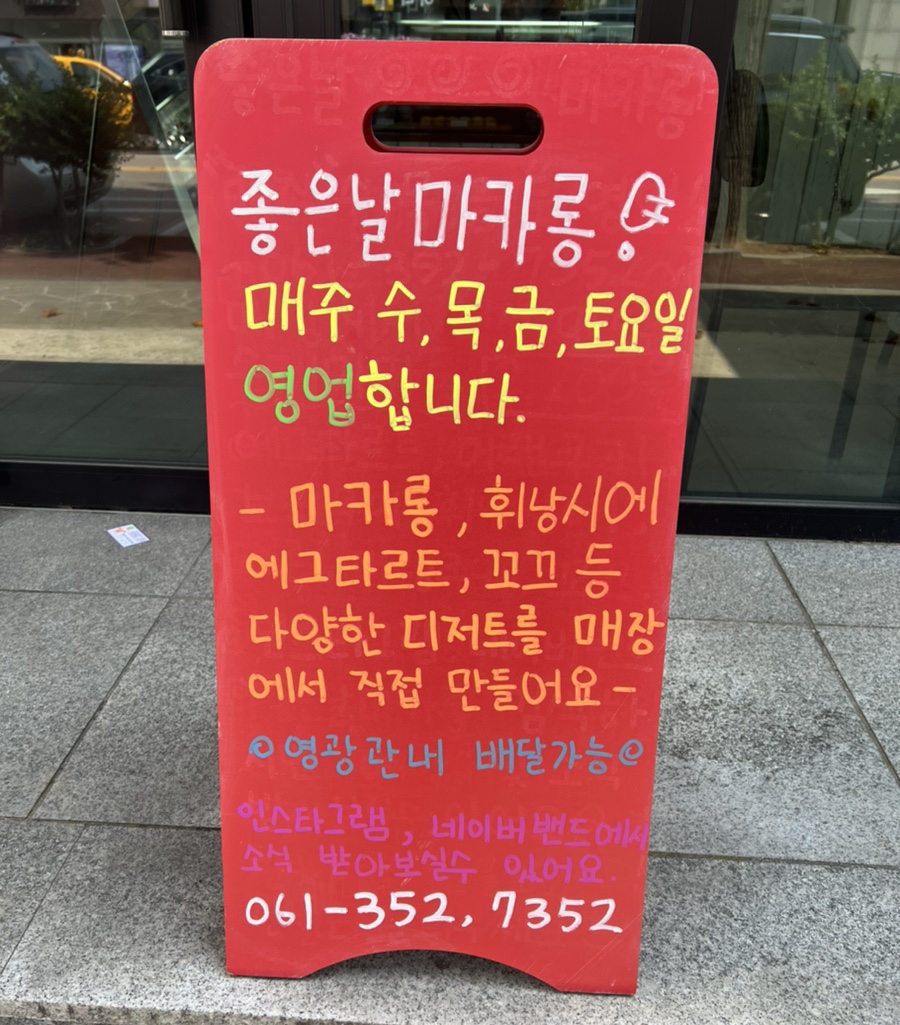 좋은날마카롱
매주 수,목,금,토요일
영업합니다.
- 마카롱, 휘낭시에
에그타르트, 꼬끄 등
다양한 디저트를 매장
에서 직접 만들어요 -
영광관내 배달가능
인스타그램, 네이버밴드에서
소식 받아보실수 있어요.
061-352, 7352